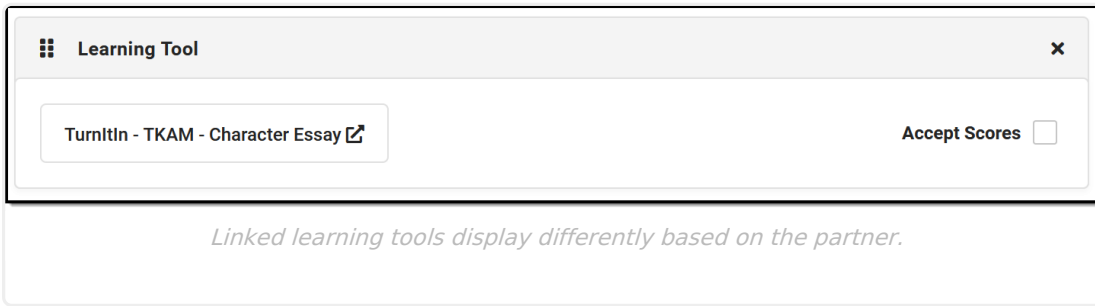 Learning Tool
TurnItIn - TKAM - Character Essay
Accept Scores
Linked learning tools display differently based on the partner.